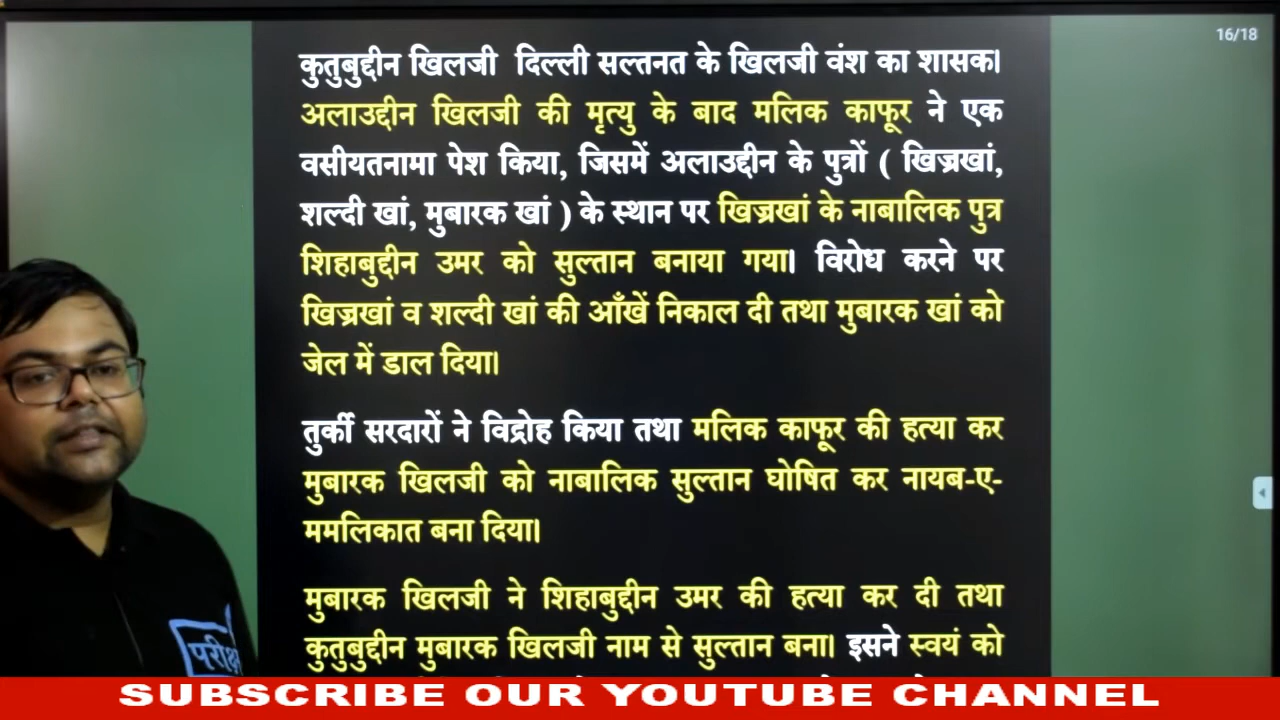 16/18
कुतुबुद्दीन खिलजी दिल्ली सल्तनत के खिलजी वंश का शासक।
अलाउद्दीन खिलजी की मृत्यु के बाद मलिक काफूर ने एक
वसीयतनामा पेश किया, जिसमें अलाउद्दीन के पुत्रों ( खिज्रखां,
शल्दी खां, मुबारक खां ) के स्थान पर खिज्रखां के नाबालिक पुत्र
शिहाबुद्दीन उमर को सुल्तान बनाया गया। विरोध करने पर
खिज्रखां व शल्दी खां की आँखें निकाल दी तथा मुबारक खां को
जेल में डाल दिया।
तुर्की सरदारों ने विद्रोह किया तथा मलिक काफूर की हत्या कर
मुबारक खिलजी को नाबालिक सुल्तान घोषित कर नायब-ए-
ममलिकात बना दिया।
मुबारक खिलजी ने शिहाबुद्दीन उमर की हत्या कर दी तथा
कुतुबुद्दीन मुबारक खिलजी नाम से सुल्तान बना। इसने स्वयं को
SUBSCRIBE OUR YOUTUBE CHANNEL